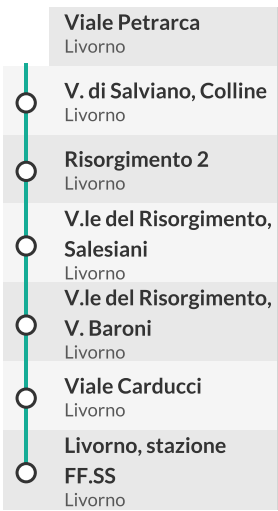 Viale Petrarca
Livorno
V. di Salviano, Colline
Livorno
Risorgimento 2
Livorno
V.le del Risorgimento,
Salesiani
Livorno
V.le del Risorgimento,
V. Baroni
Livorno
Viale Carducci
Livorno
Livorno, stazione
FF.SS
Livorno